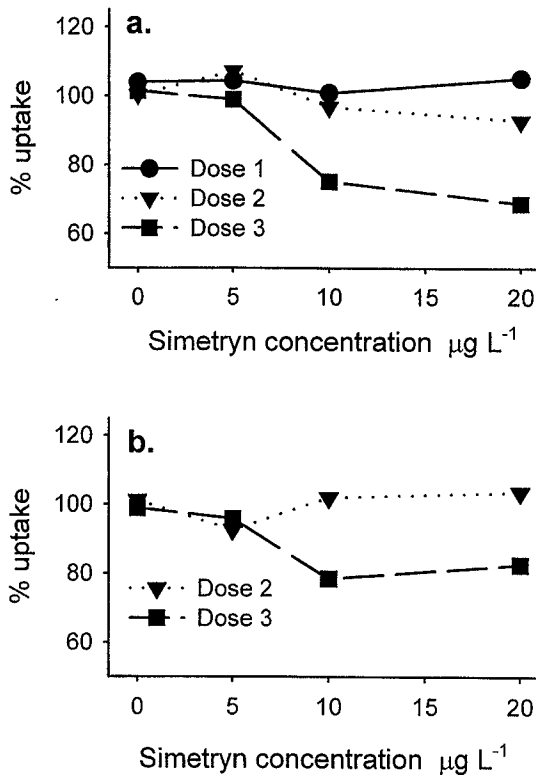 a.
120
100
80
60
% uptake
Dose 1
Dose 2
Dose 3
0 5 10 15 20
Simetryn concentration μg L⁻¹
b.
120
100
80
60
% uptake
Dose 2
Dose 3
0 5 10 15 20
Simetryn concentration μg L⁻¹